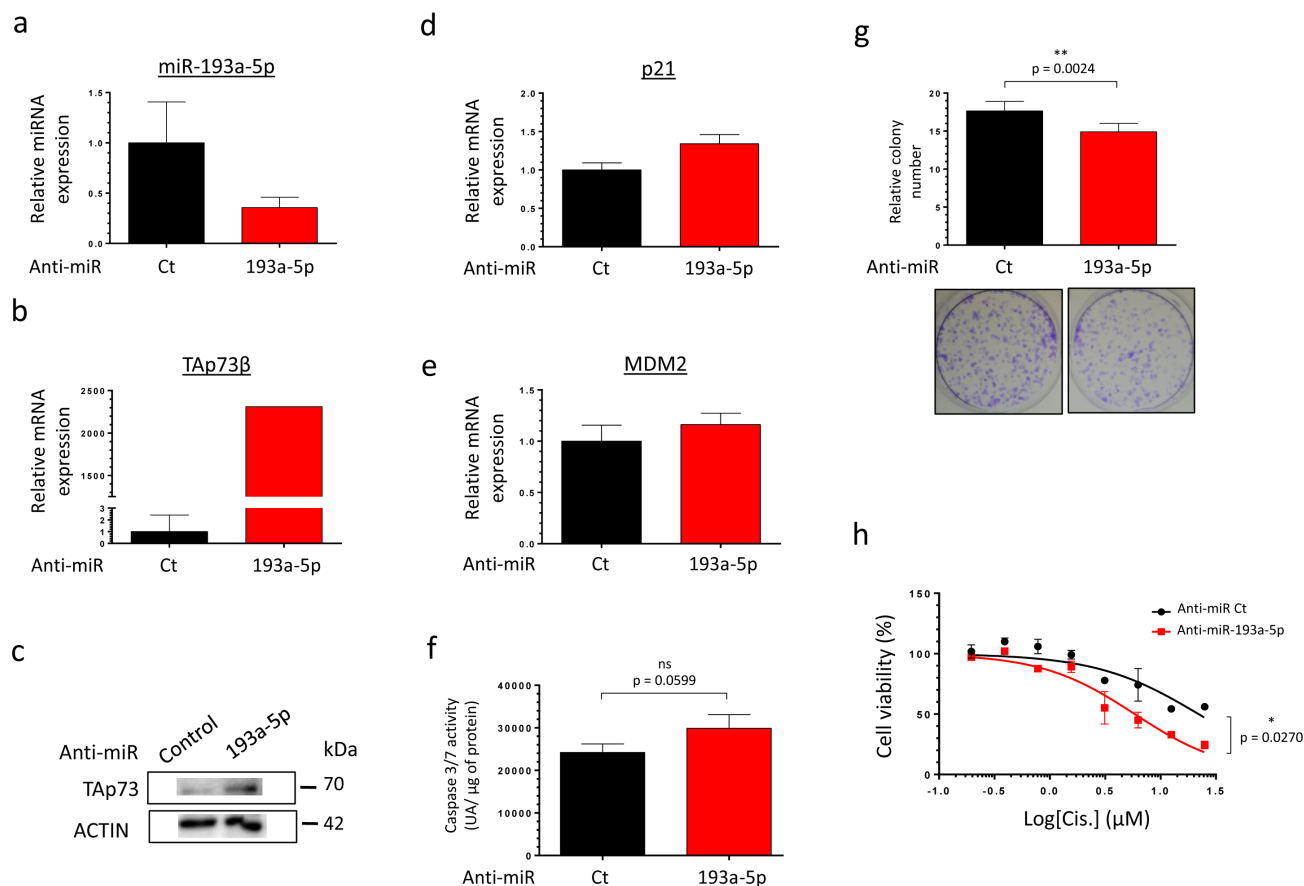 a
miR-193a-5p
Relative miRNA
expression
1.5
1.0
0.5
0.0
Anti-miR Ct 193a-5p
b
TAp73β
Relative mRNA
expression
2500
2000
1500
3
2
1
0
Anti-miR Ct 193a-5p
c
Anti-miR Control 193a-5p kDa
TAp73 70
ACTIN 42
d
p21
Relative mRNA
expression
2.0
1.5
1.0
0.5
0.0
Anti-miR Ct 193a-5p
e
MDM2
Relative mRNA
expression
1.5
1.0
0.5
0.0
Anti-miR Ct 193a-5p
f
ns
p = 0.0599
Caspase 3/7 activity
(UA/ µg of protein)
40000
30000
20000
10000
0
Anti-miR Ct 193a-5p
g
**
p = 0.0024
Relative colony
number
20
15
10
5
0
Anti-miR Ct 193a-5p
h
Anti-miR Ct
Anti-miR-193a-5p
Cell viability (%)
150
100
50
0
*
p = 0.0270
-1.0 -0.5 0.0 0.5 1.0 1.5
Log[Cis.] (µM)